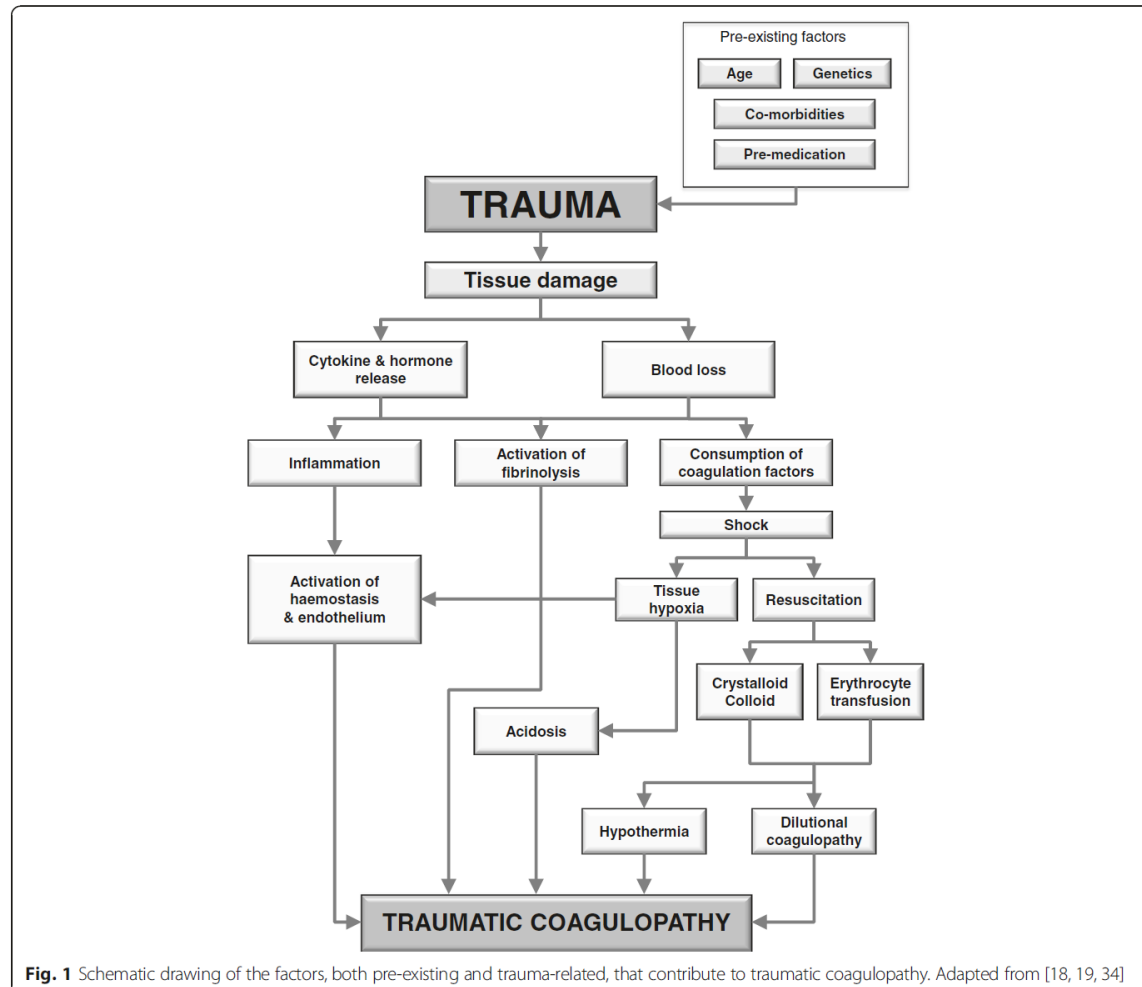 Pre-existing factors
Age
Genetics
Co-morbidities
Pre-medication
TRAUMA
Tissue damage
Cytokine & hormone
release
Blood loss
Inflammation
Activation of
fibrinolysis
Consumption of
coagulation factors
Shock
Activation of
haemostasis
& endothelium
Tissue
hypoxia
Resuscitation
Crystalloid
Colloid
Erythrocyte
transfusion
Acidosis
Hypothermia
Dilutional
coagulopathy
TRAUMATIC COAGULOPATHY
Fig. 1 Schematic drawing of the factors, both pre-existing and trauma-related, that contribute to traumatic coagulopathy. Adapted from [18, 19, 34]